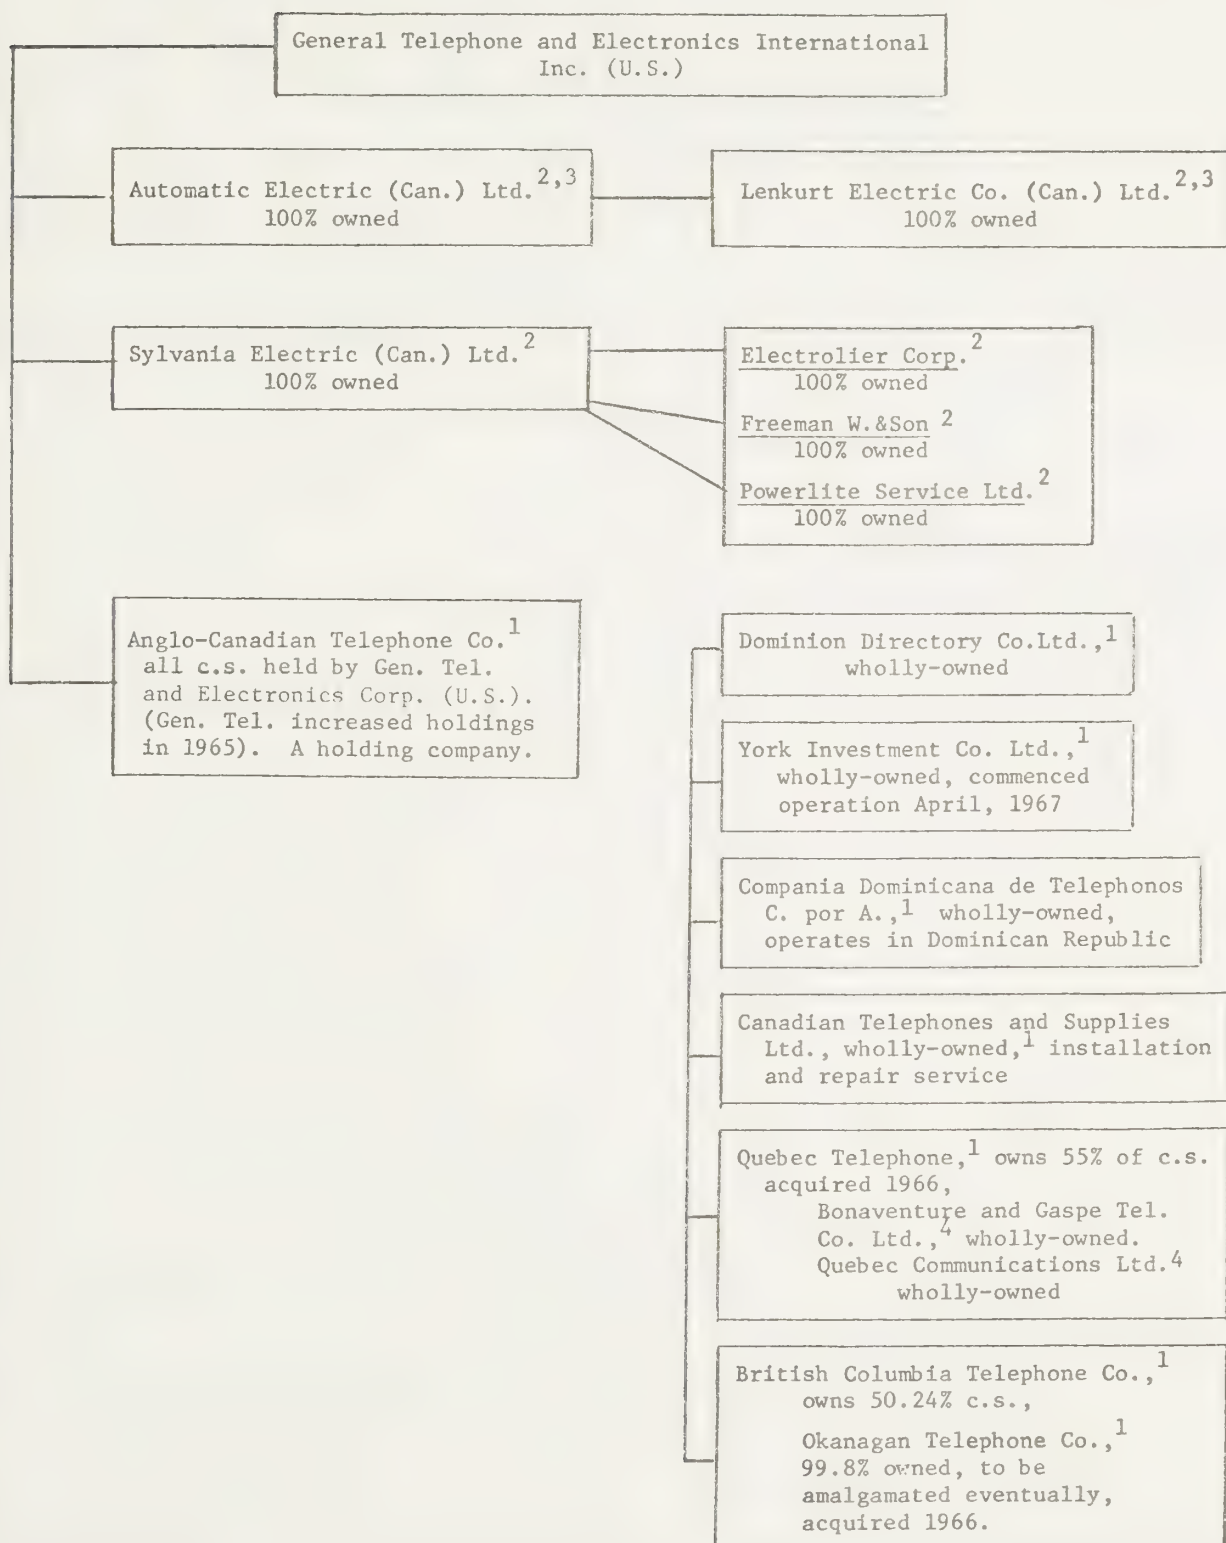 General Telephone and Electronics International
Inc. (U.S.)
Automatic Electric (Can.) Ltd.2,3
100% owned
Lenkurt Electric Co. (Can.) Ltd.2,3
100% owned
Sylvania Electric (Can.) Ltd.2
100% owned
Electrolier Corp.2
100% owned
Freeman W.&Son 2
100% owned
Powerlite Service Ltd.2
100% owned
Anglo-Canadian Telephone Co.1
all c.s. held by Gen. Tel.
and Electronics Corp. (U.S.).
(Gen. Tel. increased holdings
in 1965). A holding company.
Dominion Directory Co.Ltd.,1
wholly-owned
York Investment Co. Ltd.,1
wholly-owned, commenced
operation April, 1967
Compania Dominicana de Telephonos
C. por A.,1 wholly-owned,
operates in Dominican Republic
Canadian Telephones and Supplies
Ltd., wholly-owned,1 installation
and repair service
Quebec Telephone,1 owns 55% of c.s.
acquired 1966,
Bonaventure and Gaspe Tel.
Co. Ltd.,4 wholly-owned.
Quebec Communications Ltd.4
wholly-owned
British Columbia Telephone Co.,1
owns 50.24% c.s.,
Okanagan Telephone Co.,1
99.8% owned, to be
amalgamated eventually,
acquired 1966.